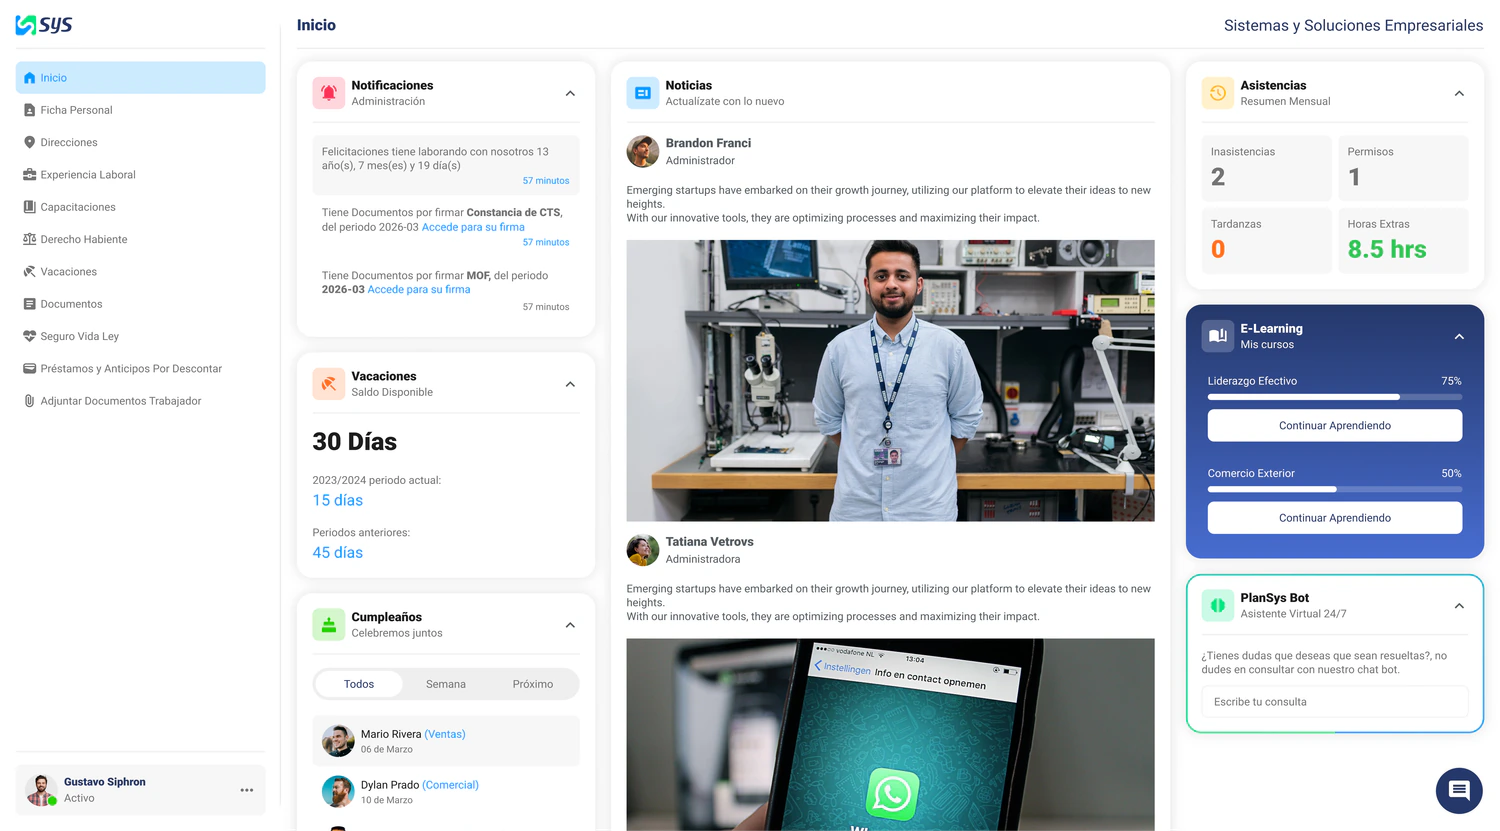 SYS
Inicio
Ficha Personal
Direcciones
Experiencia Laboral
Capacitaciones
Derecho Habiente
Vacaciones
Documentos
Seguro Vida Ley
Préstamos y Anticipos Por Descontar
Adjuntar Documentos Trabajador
Gustavo Siphron
Activo
Inicio
Sistemas y Soluciones Empresariales
Notificaciones
Administración
Felicitaciones tiene laborando con nosotros 13
año(s), 7 mes(es) y 19 día(s)
57 minutos
Tiene Documentos por firmar Constancia de CTS,
del periodo 2026-03 Accede para su firma
57 minutos
Tiene Documentos por firmar MOF, del periodo
2026-03 Accede para su firma
57 minutos
Vacaciones
Saldo Disponible
30 Días
2023/2024 periodo actual:
15 días
Periodos anteriores:
45 días
Cumpleaños
Celebremos juntos
Todos
Semana
Próximo
Mario Rivera (Ventas)
06 de Marzo
Dylan Prado (Comercial)
10 de Marzo
Noticias
Actualízate con lo nuevo
Brandon Franci
Administrador
Emerging startups have embarked on their growth journey, utilizing our platform to elevate their ideas to new
heights.
With our innovative tools, they are optimizing processes and maximizing their impact.
Tatiana Vetrovs
Administradora
Emerging startups have embarked on their growth journey, utilizing our platform to elevate their ideas to new
heights.
With our innovative tools, they are optimizing processes and maximizing their impact.
vodafone NL
13:04
Instellingen
Info en contact opnemen
Asistencias
Resumen Mensual
Inasistencias
2
Permisos
1
Tardanzas
0
Horas Extras
8.5 hrs
E-Learning
Mis cursos
Liderazgo Efectivo
75%
Continuar Aprendiendo
Comercio Exterior
50%
Continuar Aprendiendo
PlanSys Bot
Asistente Virtual 24/7
¿Tienes dudas que deseas que sean resueltas?, no
dudes en consultar con nuestro chat bot.
Escribe tu consulta